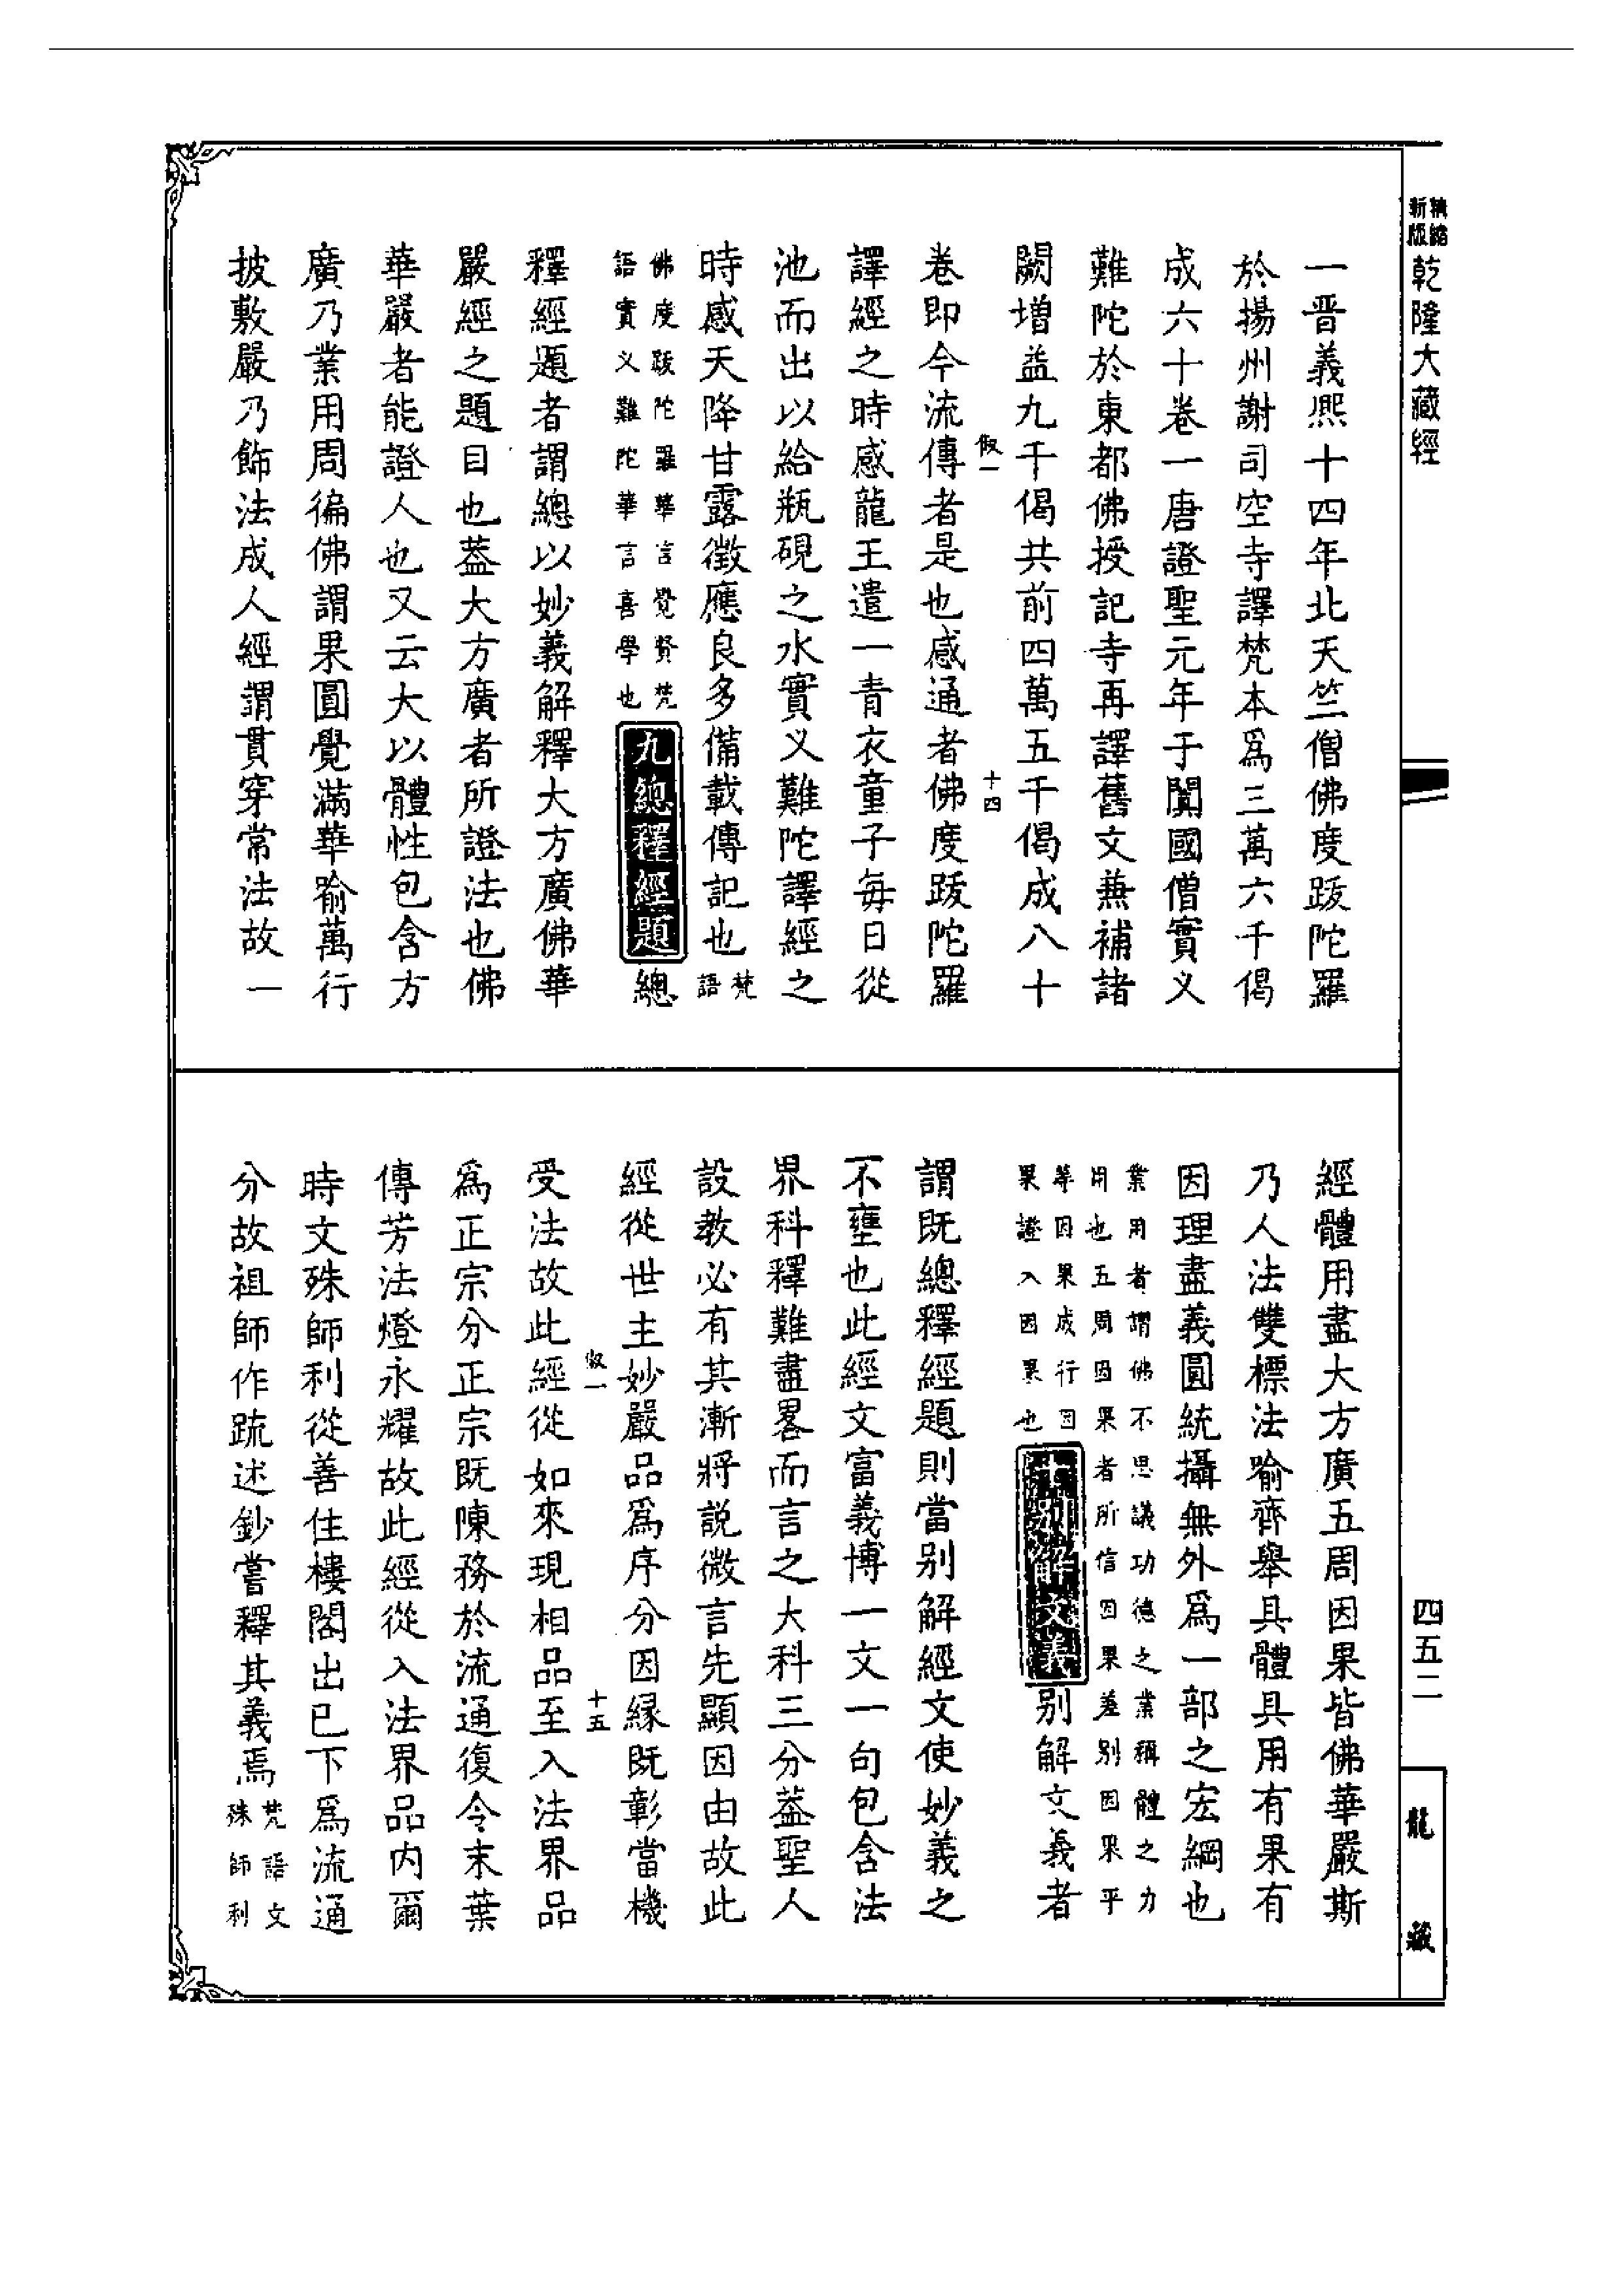 精縮新版
乾隆大藏經
一晋義熈十四年北天竺僧佛度跋陀羅
於揚州謝司空寺譯梵本爲三萬六千偈
成六十卷一唐證聖元年于闐國僧實义
難陀於東都佛授記寺再譯舊文兼補諸
闕增益九千偈共前四萬五千偈成八十
俶一
十四
卷即今流傳者是也感通者佛度跋陀羅
譯經之時感龍王遣一青衣童子每日從
池而出以給瓶硯之水實义難陀譯經之
時感天降甘露徵應良多備載傳記也梵語
佛度跋陀羅華言覺賢梵語實义難陀華言喜學也九總釋經題總
釋經題者謂總以妙義解釋大方廣佛華
嚴經之題目也葢大方廣者所證法也佛
華嚴者能證人也又云大以體性包含方
廣乃業用周徧佛謂果圓覺滿華喻萬行
披敷嚴乃飾法成人經謂貫穿常法故一
經體用盡大方廣五周因果皆佛華嚴斯
乃人法雙標法喻齊舉具體具用有果有
因理盡義圓統攝無外爲一部之宏綱也
業用者謂佛不思議功德之業稱體之力用也五周因果者所信因果差別因果平
等因果成行因果證入因果也十別解文義別解文義者
謂既總釋經題則當别解經文使妙義之
不壅也此經文富義博一文一句包含法
界科釋難盡畧而言之大科三分葢聖人
設教必有其漸將説微言先顯因由故此
經從世主妙嚴品爲序分因縁既彰當機
俶一
十五
受法故此經從如來現相品至入法界品
爲正宗分正宗既陳務於流通復令末葉
傳芳法燈永耀故此經從入法界品内爾
時文殊師利從善住樓閣出已下爲流通
分故祖師作䟽述鈔嘗釋其義焉梵語文殊師利
四五二
龍藏